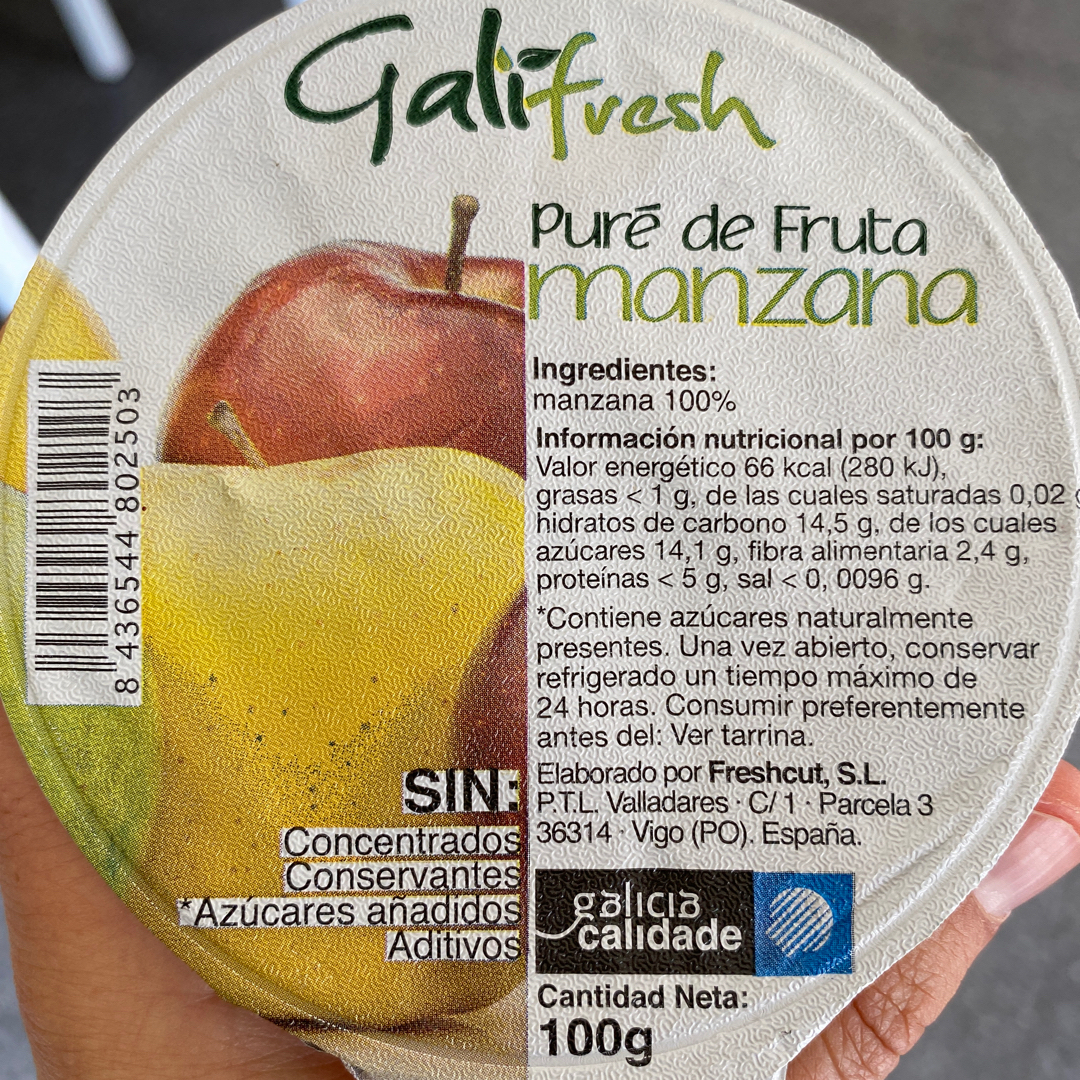 Galifresh
Puré de Fruta
manzana
Ingredientes:
manzana 100%
Información nutricional por 100 g:
Valor energético 66 kcal (280 kJ),
grasas < 1 g, de las cuales saturadas 0,02 g
hidratos de carbono 14,5 g, de los cuales
azúcares 14,1 g, fibra alimentaria 2,4 g,
proteínas < 5 g, sal < 0, 0096 g.
*Contiene azúcares naturalmente
presentes. Una vez abierto, conservar
refrigerado un tiempo máximo de
24 horas. Consumir preferentemente
antes del: Ver tarrina.
Elaborado por Freshcut, S.L.
P.T.L. Valladares · C/ 1 · Parcela 3
36314 · Vigo (PO). España.
galicia
calidade
Cantidad Neta:
100g
SIN:
Concentrados
Conservantes
*Azúcares añadidos
Aditivos
8 436544 802503